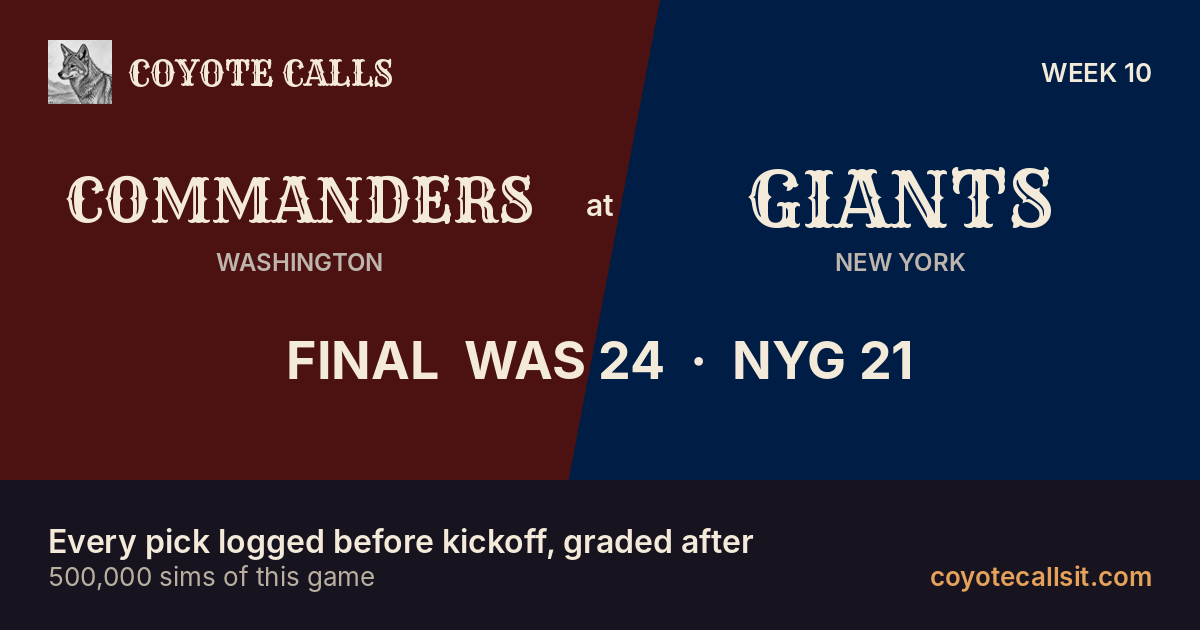 COYOTE CALLS
WEEK 10
COMMANDERS at GIANTS
WASHINGTON
NEW YORK
FINAL WAS 24 · NYG 21
Every pick logged before kickoff, graded after
500,000 sims of this game
coyotecallsit.com